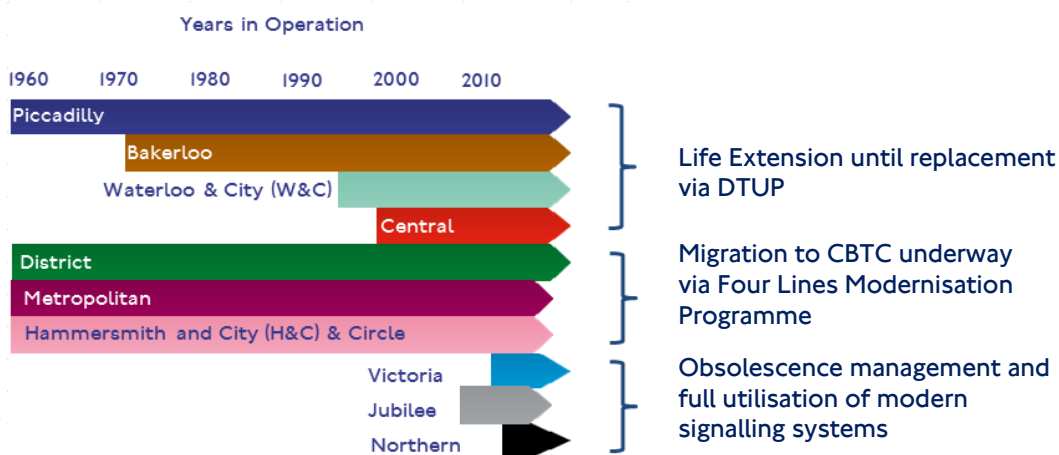 Years in Operation
1960 1970 1980 1990 2000 2010
Piccadilly
Bakerloo
Waterloo & City (W&C)
Central
Life Extension until replacement
via DTUP
District
Metropolitan
Hammersmith and City (H&C) & Circle
Migration to CBTC underway
via Four Lines Modernisation
Programme
Victoria
Jubilee
Northern
Obsolescence management and
full utilisation of modern
signalling systems